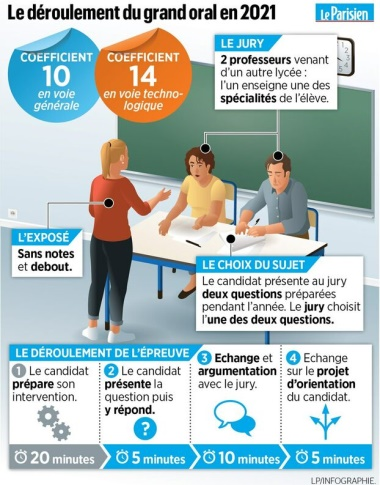 Le déroulement du grand oral en 2021
Le Parisien
COEFFICIENT
10
en voie
générale
COEFFICIENT
14
en voie techno-
logique
LE JURY
2 professeurs venant
d'un autre lycée :
l'un enseigne une des
spécialités de l'élève.
L'EXPOSÉ
Sans notes
et debout.
LE CHOIX DU SUJET
Le candidat présente au jury
deux questions préparées
pendant l'année. Le jury choisit
l'une des deux questions.
LE DÉROULEMENT DE L'ÉPREUVE
1 Le candidat
prépare son
intervention.
20 minutes
2 Le candidat
présente la
question puis
y répond.
?
5 minutes
3 Echange et
argumentation
avec le jury.
10 minutes
4 Echange
sur le projet
d'orientation
du candidat.
5 minutes
LP/INFOGRAPHIE.